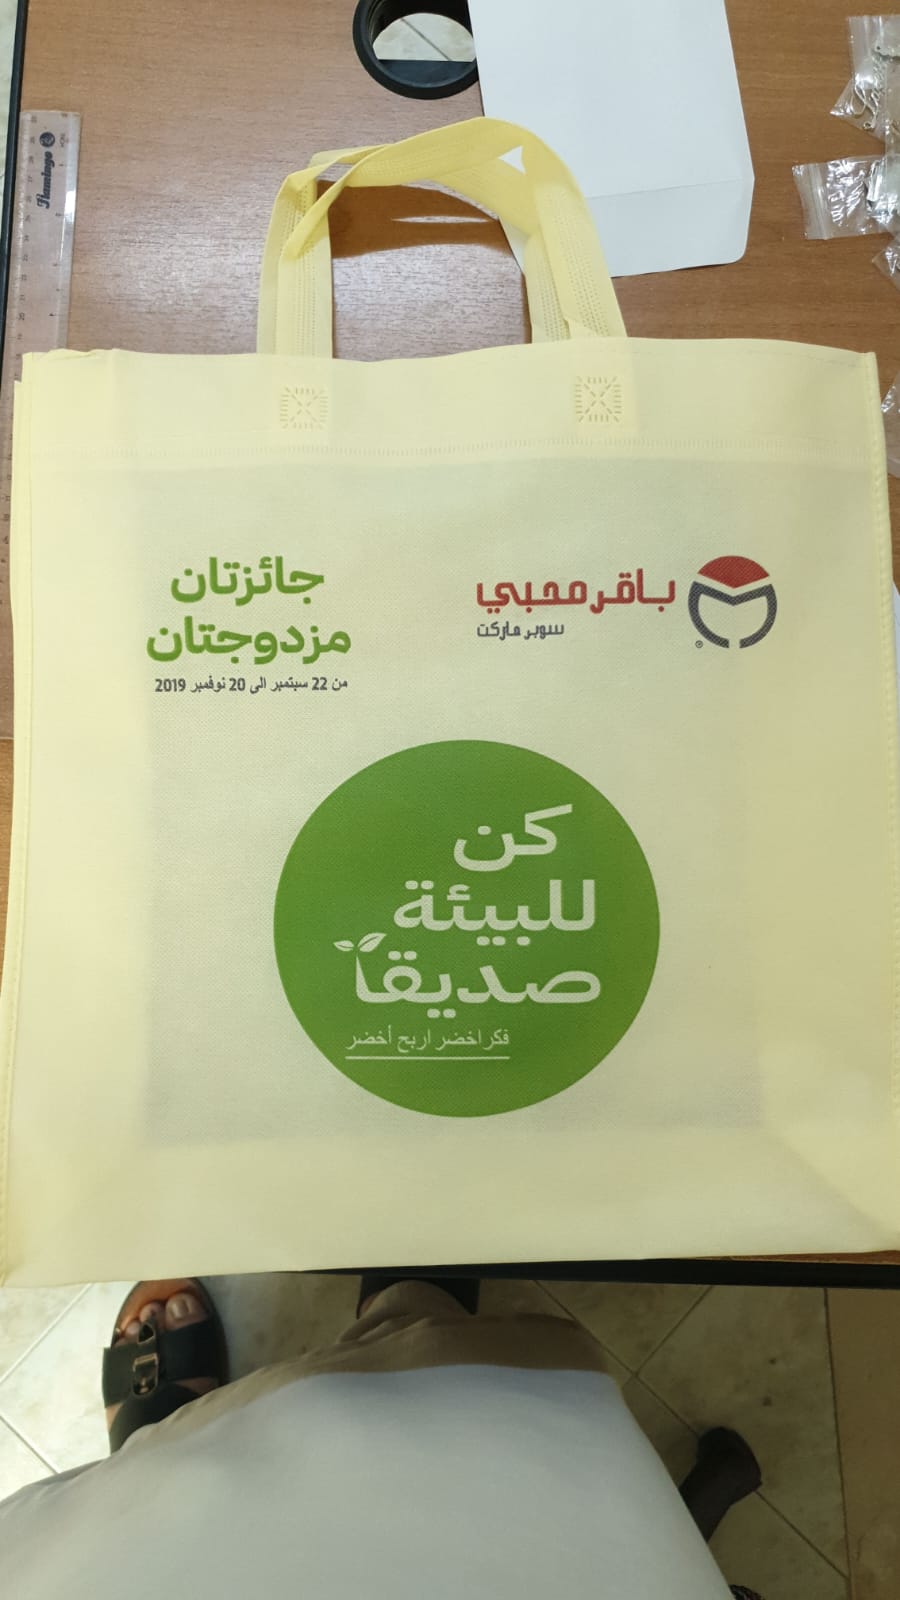 باقر محبي
سوبر ماركت
®
جائزتان
مزدوجتان
من 22 سبتمبر الى 20 نوفمبر 2019
كن
للبيئة
صديقاً
فكر اخضر اربح أخضر
Flamingo